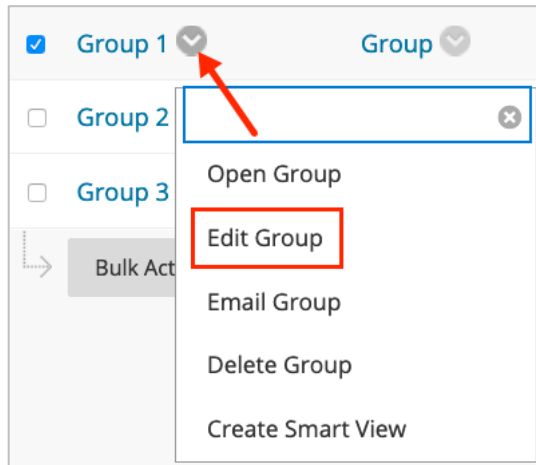 Group 1 Group
Group 2
Open Group
Group 3
Edit Group
Bulk Act
Email Group
Delete Group
Create Smart View